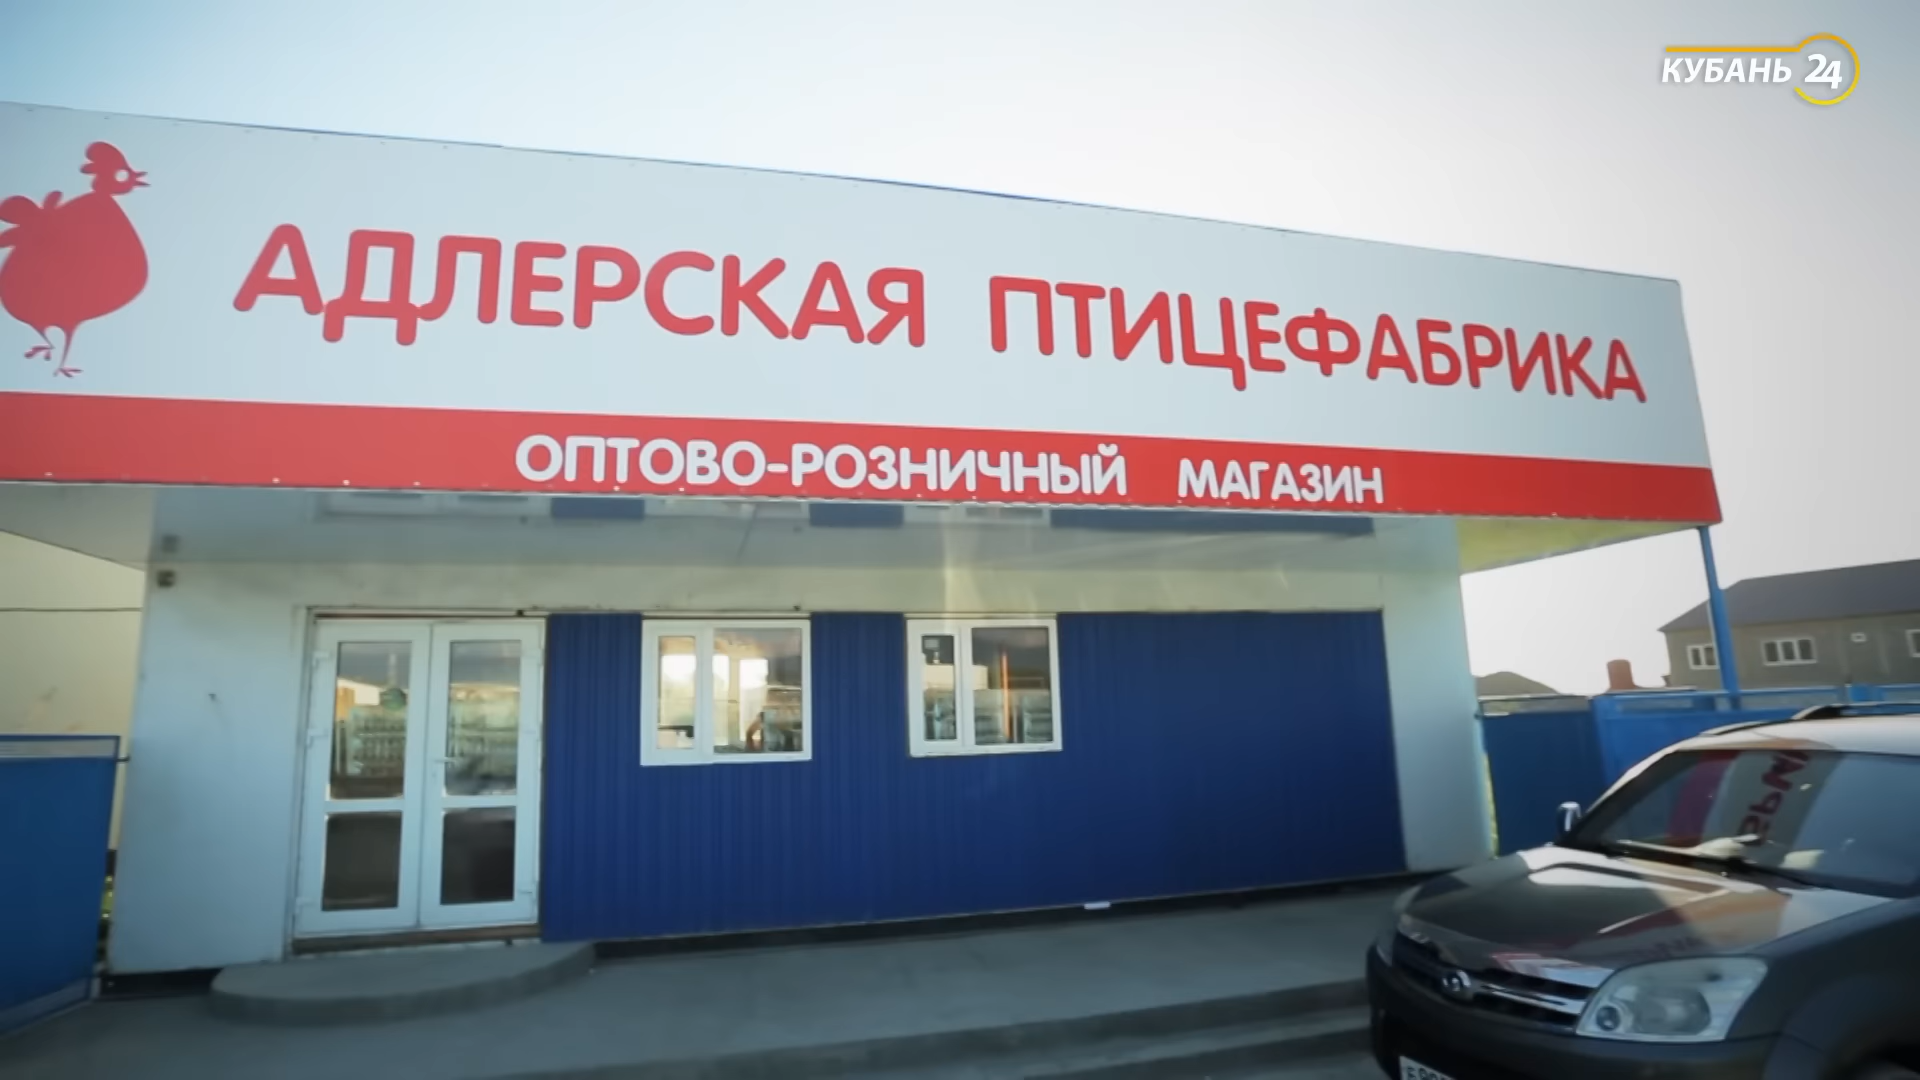 КУБАНЬ 24
АДЛЕРСКАЯ ПТИЦЕФАБРИКА
ОПТОВО-РОЗНИЧНЫЙ МАГАЗИН